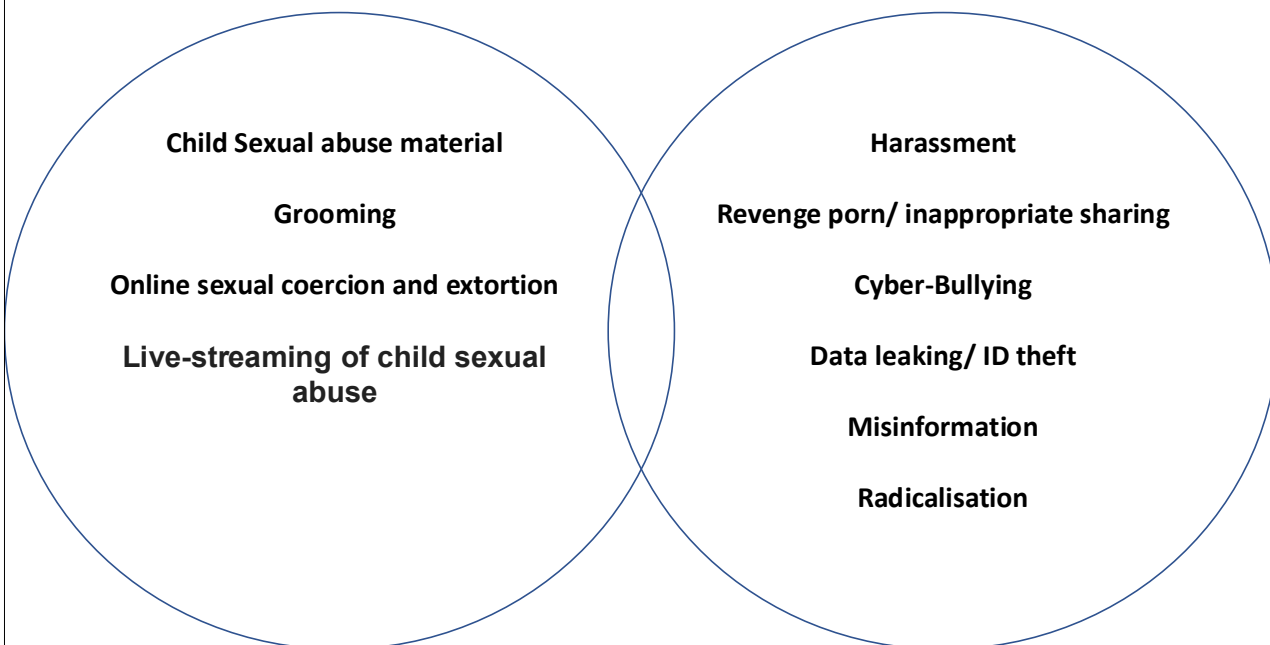 Child Sexual abuse material
Grooming
Online sexual coercion and extortion
Live-streaming of child sexual
abuse
Harassment
Revenge porn/ inappropriate sharing
Cyber-Bullying
Data leaking/ ID theft
Misinformation
Radicalisation